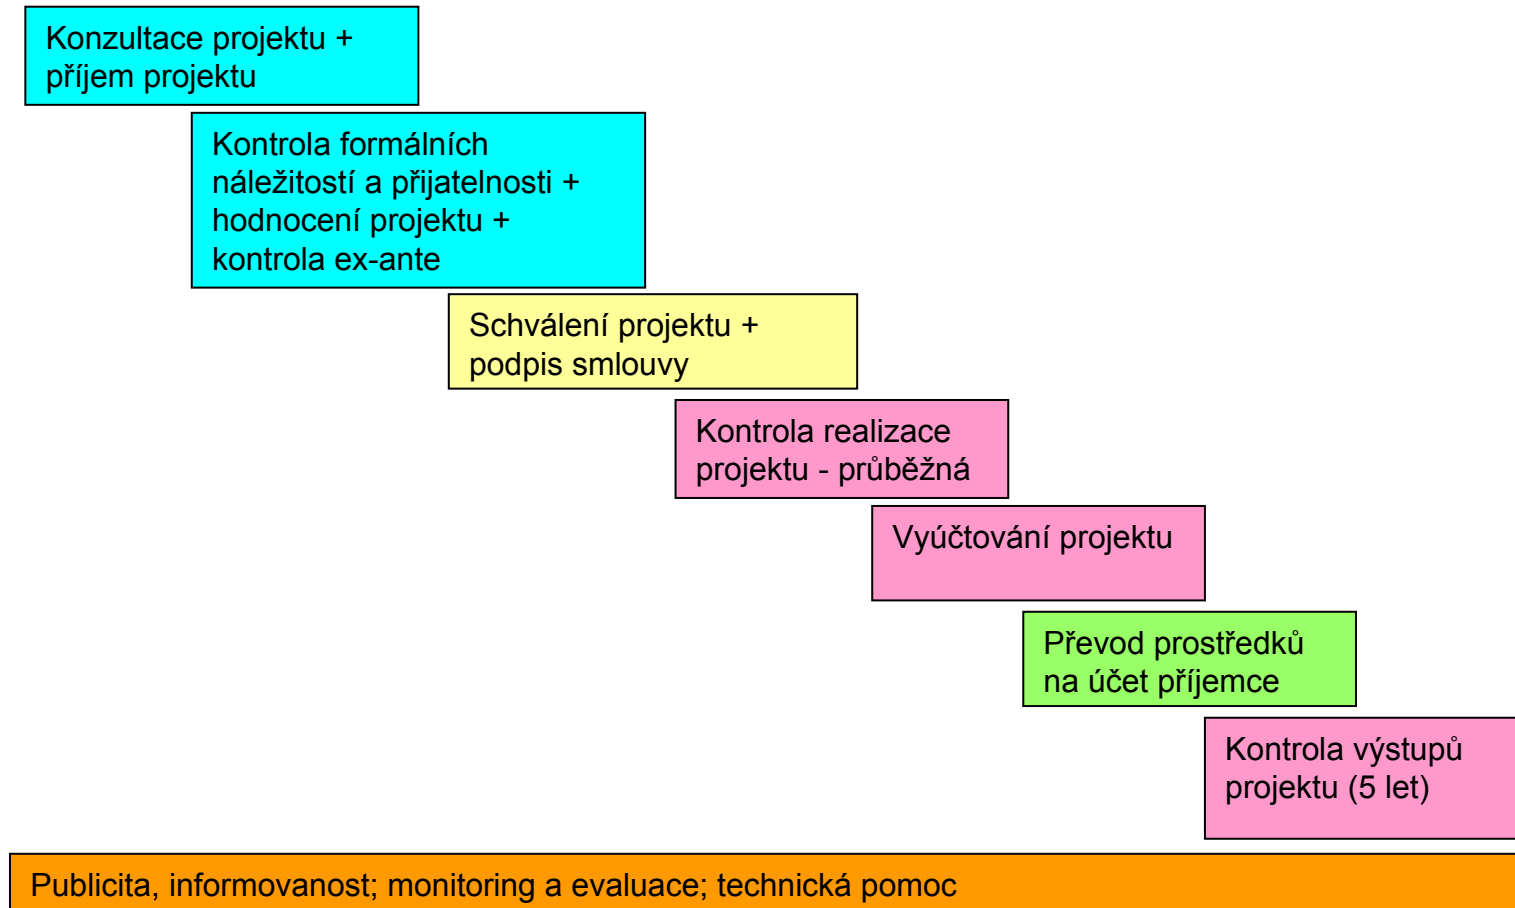 Konzultace projektu +
příjem projektu
Kontrola formálních
náležitostí a přijatelnosti +
hodnocení projektu +
kontrola ex-ante
Schválení projektu +
podpis smlouvy
Kontrola realizace
projektu - průběžná
Vyúčtování projektu
Převod prostředků
na účet příjemce
Kontrola výstupů
projektu (5 let)
Publicita, informovanost; monitoring a evaluace; technická pomoc